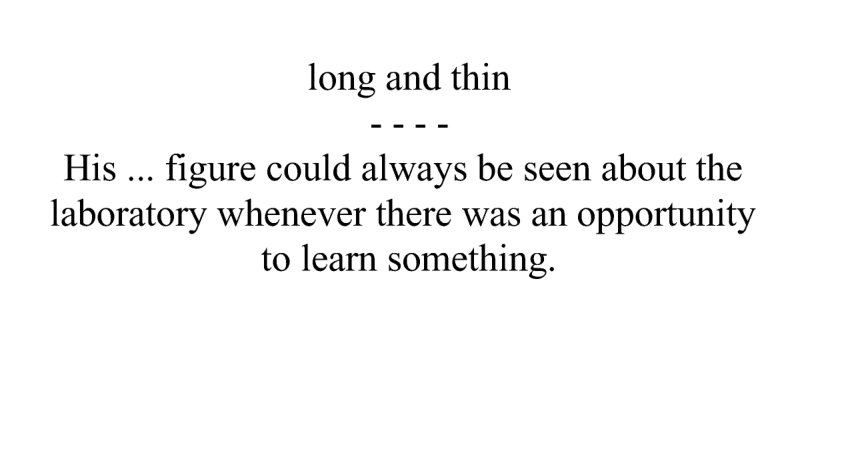 long and thin
- - - -
His ... figure could always be seen about the
laboratory whenever there was an opportunity
to learn something.